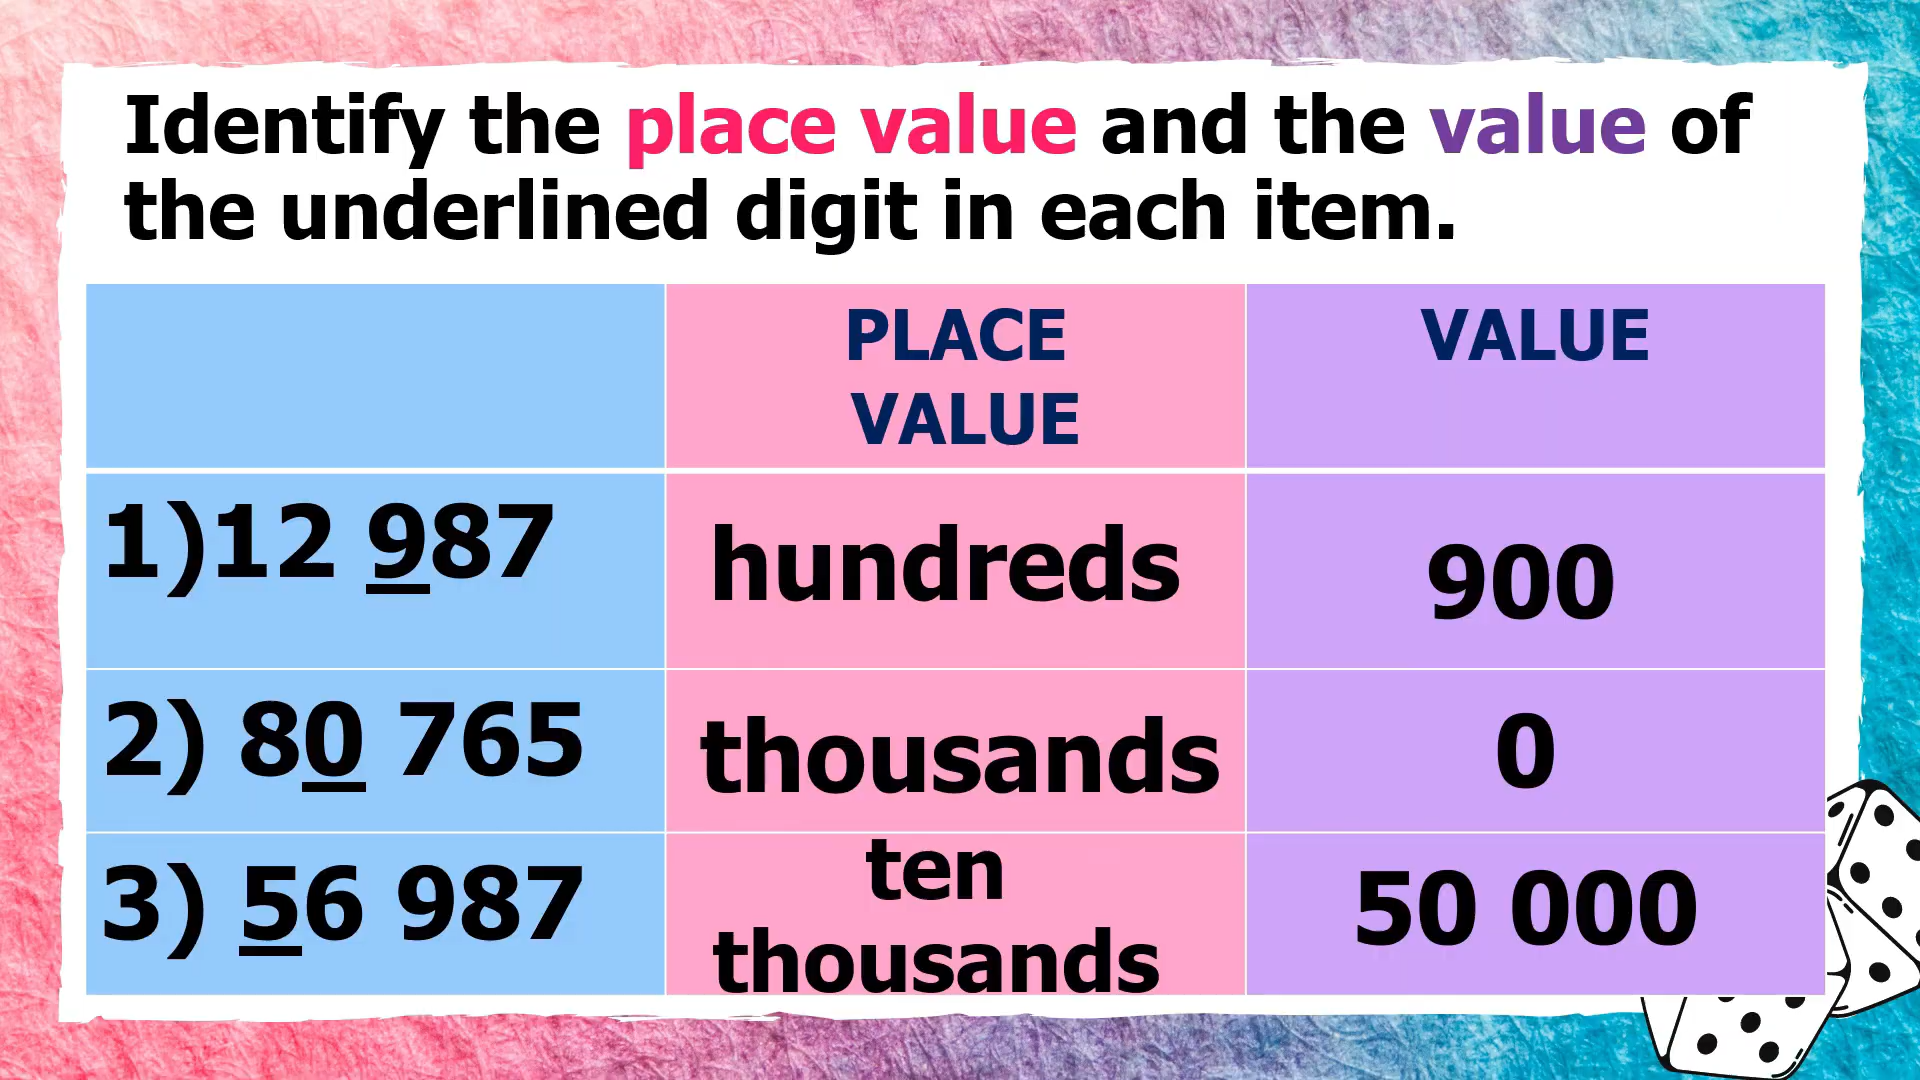 Identify the place value and the value of
the underlined digit in each item.
PLACE
VALUE
VALUE
1)12 987
hundreds
900
2) 80 765
thousands
0
3) 56 987
ten
thousands
50 000